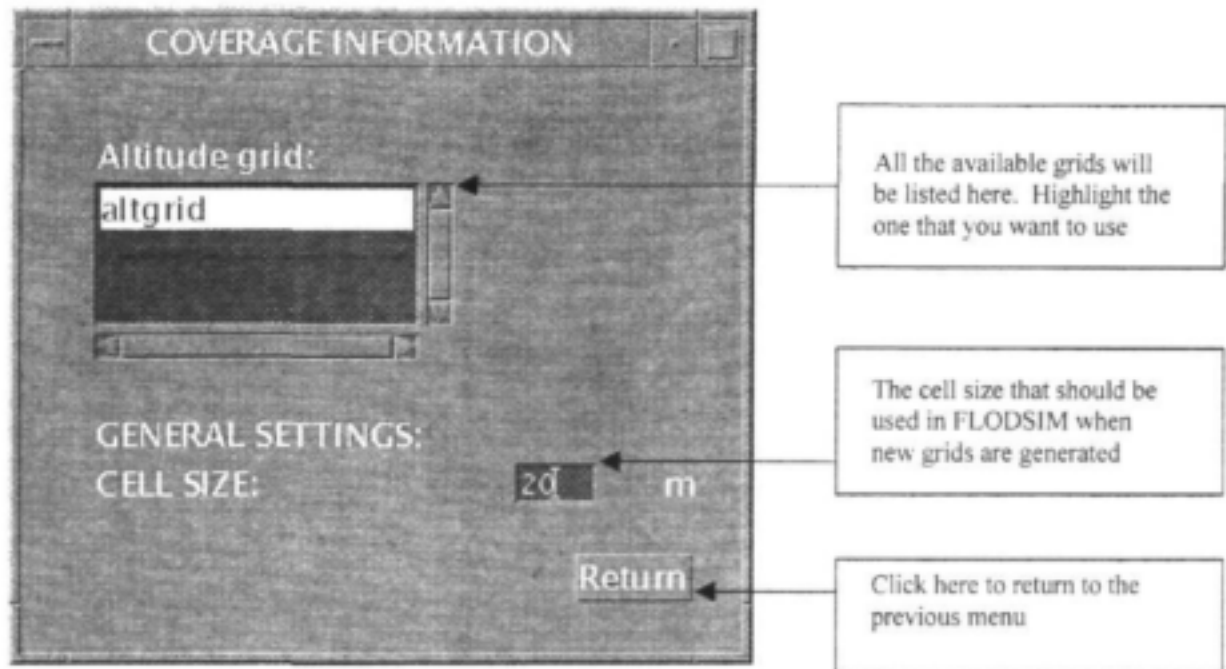 COVERAGE INFORMATION
Altitude grid:
altgrid
All the available grids will
be listed here. Highlight the
one that you want to use
GENERAL SETTINGS:
CELL SIZE:
20
m
The cell size that should be
used in FLODSIM when
new grids are generated
Return
Click here to return to the
previous menu